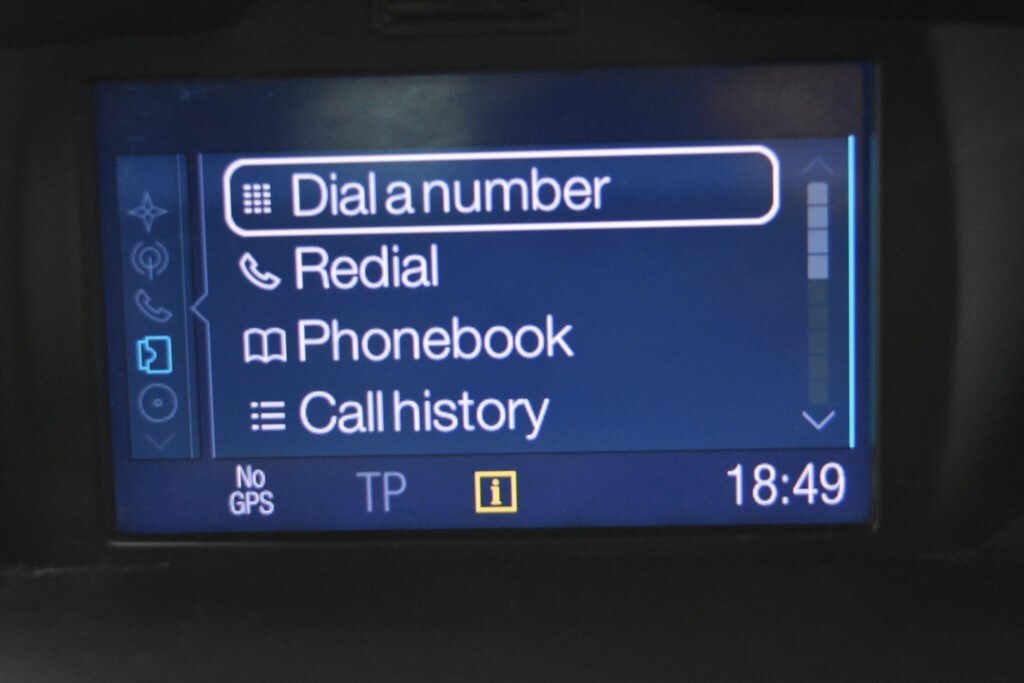 Dial a number
Redial
Phonebook
Call history
No
GPS
TP
i
18:49